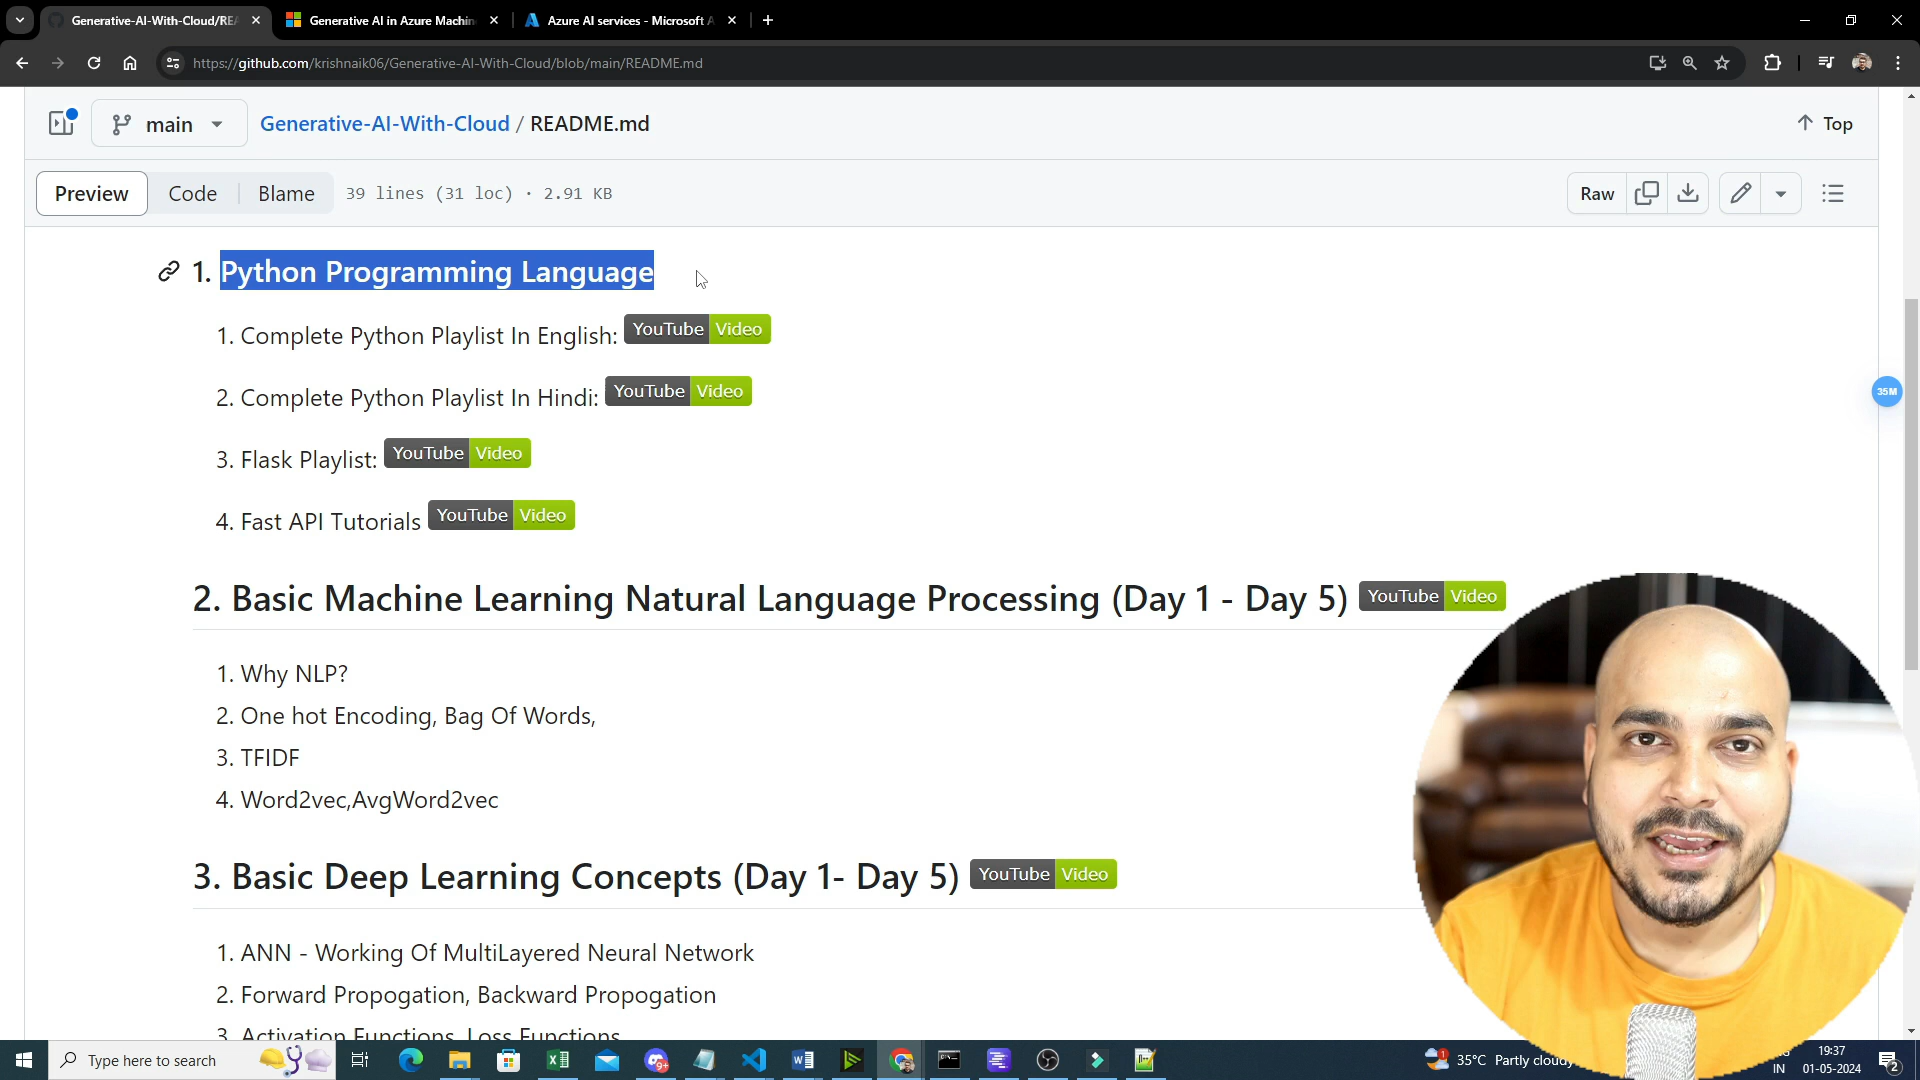 Generative-AI-With-Cloud/REA
Generative AI in Azure Machin
Azure AI services - Microsoft A
https://github.com/krishnaik06/Generative-AI-With-Cloud/blob/main/README.md
main
Generative-AI-With-Cloud / README.md
Top
Preview
Code
Blame
39 lines (31 loc) · 2.91 KB
Raw
1. Python Programming Language
1. Complete Python Playlist In English: YouTube Video
2. Complete Python Playlist In Hindi: YouTube Video
35M
3. Flask Playlist: YouTube Video
4. Fast API Tutorials YouTube Video
2. Basic Machine Learning Natural Language Processing (Day 1 - Day 5) YouTube Video
1. Why NLP?
2. One hot Encoding, Bag Of Words,
3. TFIDF
4. Word2vec,AvgWord2vec
3. Basic Deep Learning Concepts (Day 1- Day 5) YouTube Video
1. ANN - Working Of MultiLayered Neural Network
2. Forward Propogation, Backward Propogation
3. Activation Functions, Loss Functions
Type here to search
35°C Partly cloudy
IN
19:37
01-05-2024
2